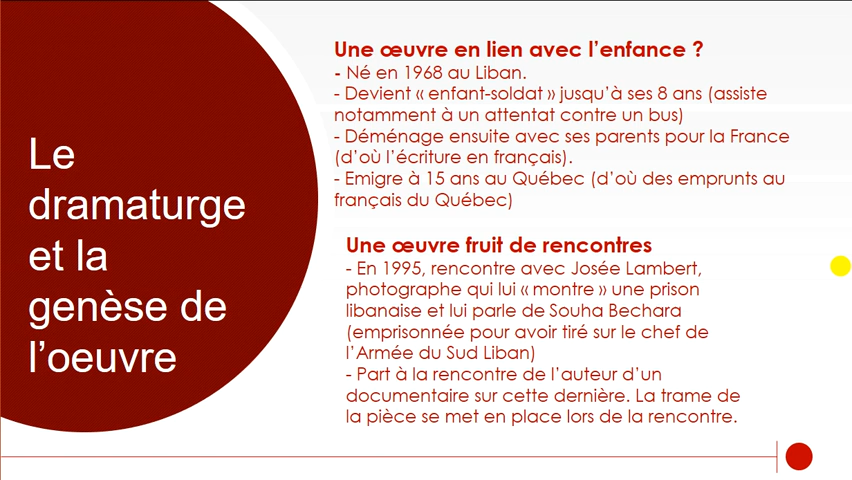 Le
dramaturge
et la
genèse de
l'oeuvre
Une œuvre en lien avec l'enfance ?
- Né en 1968 au Liban.
- Devient « enfant-soldat » jusqu'à ses 8 ans (assiste
notamment à un attentat contre un bus)
- Déménage ensuite avec ses parents pour la France
(d'où l'écriture en français).
- Emigre à 15 ans au Québec (d'où des emprunts au
français du Québec)
Une œuvre fruit de rencontres
- En 1995, rencontre avec Josée Lambert,
photographe qui lui « montre » une prison
libanaise et lui parle de Souha Bechara
(emprisonnée pour avoir tiré sur le chef de
l'Armée du Sud Liban)
- Part à la rencontre de l'auteur d'un
documentaire sur cette dernière. La trame de
la pièce se met en place lors de la rencontre.